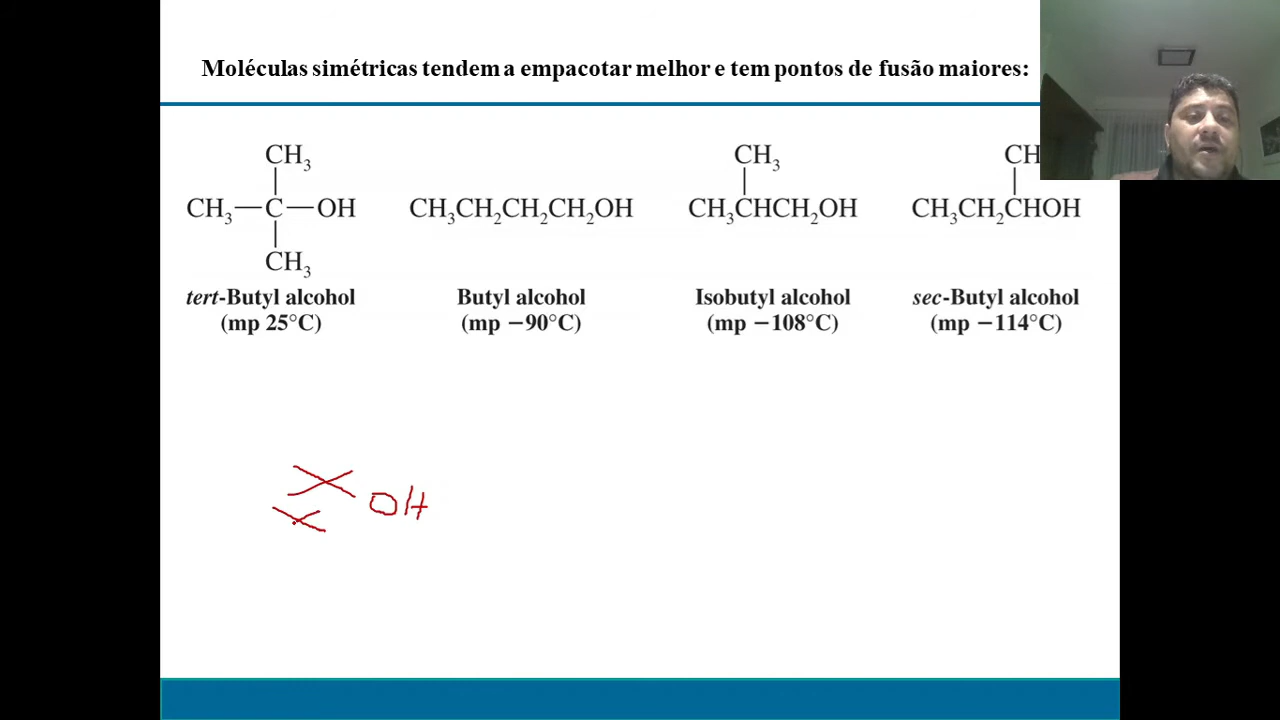 Moléculas simétricas tendem a empacotar melhor e tem pontos de fusão maiores:
CH₃
CH₃—C—OH
CH₃
tert-Butyl alcohol
(mp 25°C)
CH₃CH₂CH₂CH₂OH
Butyl alcohol
(mp −90°C)
CH₃
CH₃CHCH₂OH
Isobutyl alcohol
(mp −108°C)
CH
CH₃CH₂CHOH
sec-Butyl alcohol
(mp −114°C)
OH